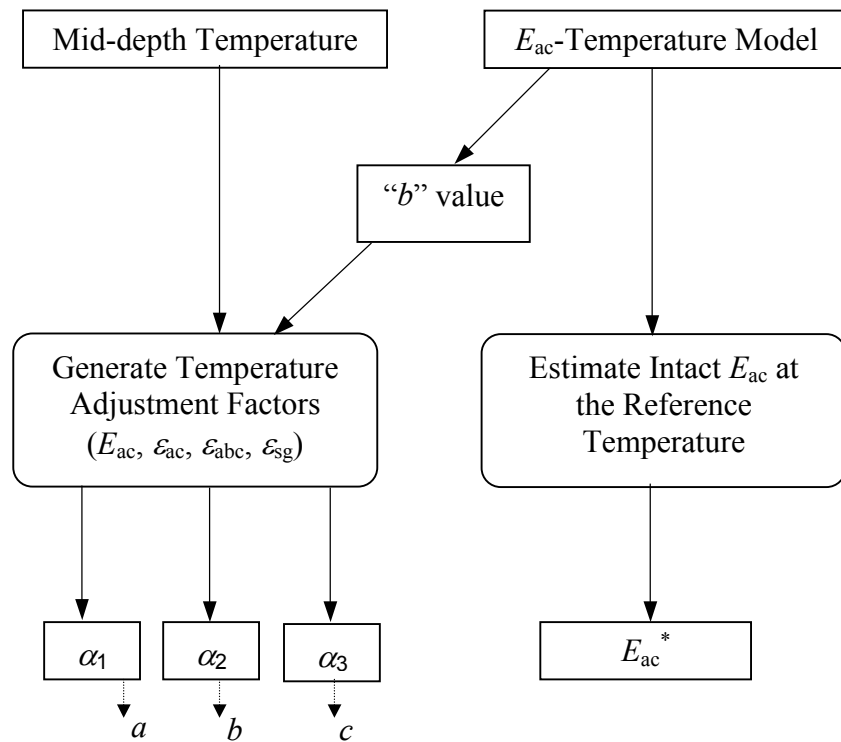 Mid-depth Temperature
E_ac-Temperature Model
“b” value
Generate Temperature
Adjustment Factors
(E_ac, ε_ac, ε_abc, ε_sg)
Estimate Intact E_ac at
the Reference
Temperature
α₁
α₂
α₃
E_ac*
a
b
c